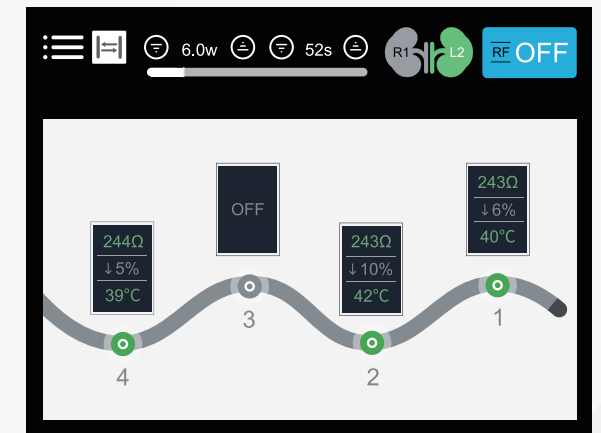 6.0w 52s R1 L2 RF OFF
243Ω
↓6%
40°C
OFF
244Ω
↓5%
39°C
243Ω
↓10%
42°C
1
3
4
2